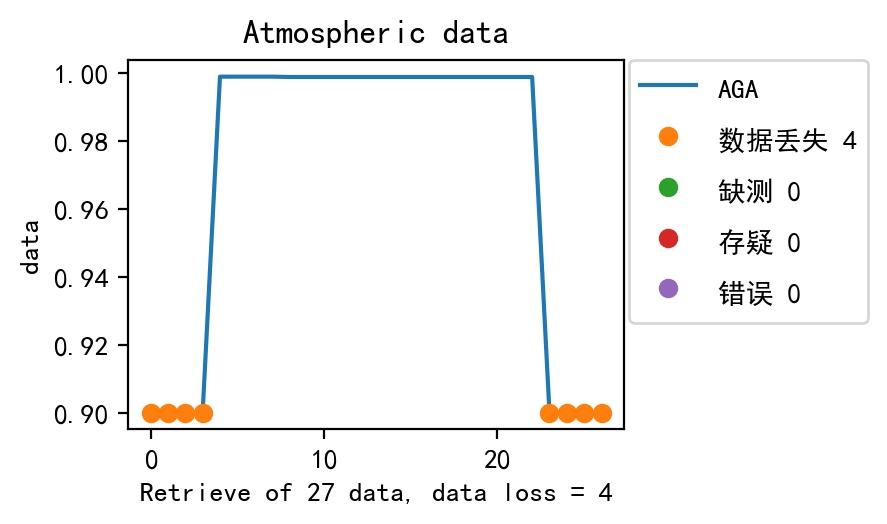 Atmospheric data
1.00
0.98
0.96
0.94
0.92
0.90
data
0
10
20
Retrieve of 27 data, data loss = 4
AGA
数据丢失 4
缺测 0
存疑 0
错误 0